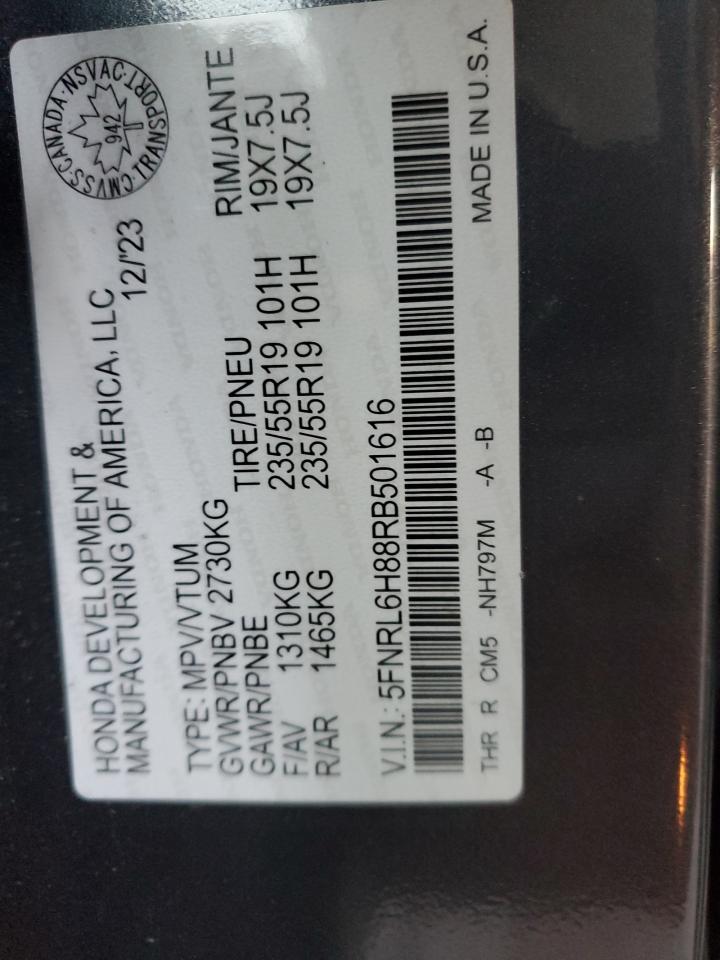 HONDA DEVELOPMENT &
MANUFACTURING OF AMERICA, LLC
12/'23
CANADA·NSVAC·TRANSPORT·CMVSS·
942
TYPE: MPV/VTUM
GVWR/PNBV 2730KG
GAWR/PNBE TIRE/PNEU RIM/JANTE
F/AV 1310KG 235/55R19 101H 19X7.5J
R/AR 1465KG 235/55R19 101H 19X7.5J
V.I.N.: 5FNRL6H88RB501616
THR R CM5 -NH797M -A -B MADE IN U.S.A.